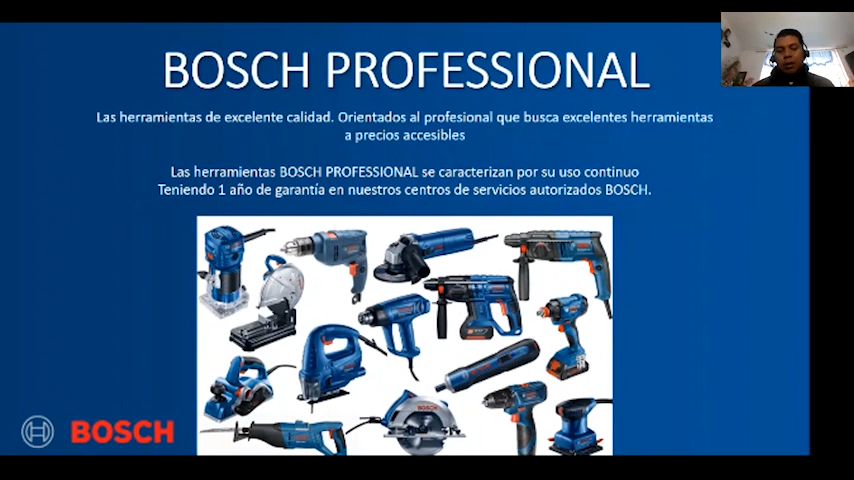 BOSCH PROFESSIONAL
Las herramientas de excelente calidad. Orientados al profesional que busca excelentes herramientas
a precios accesibles
Las herramientas BOSCH PROFESSIONAL se caracterizan por su uso continuo
Teniendo 1 año de garantía en nuestros centros de servicios autorizados BOSCH.
BOSCH